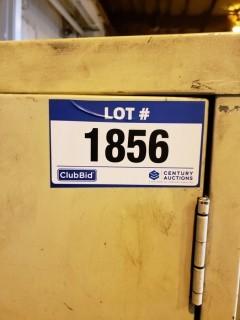 LOT #
1856
ClubBid
CENTURY
AUCTIONS